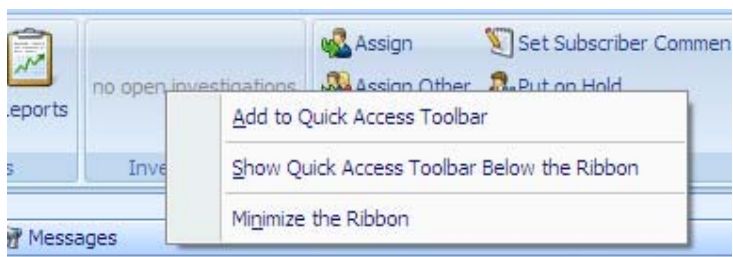 Assign
Set Subscriber Commen
no open investigations
Assign Other
Put on Hold
eports
Add to Quick Access Toolbar
s
Inve
Show Quick Access Toolbar Below the Ribbon
Minimize the Ribbon
Messages